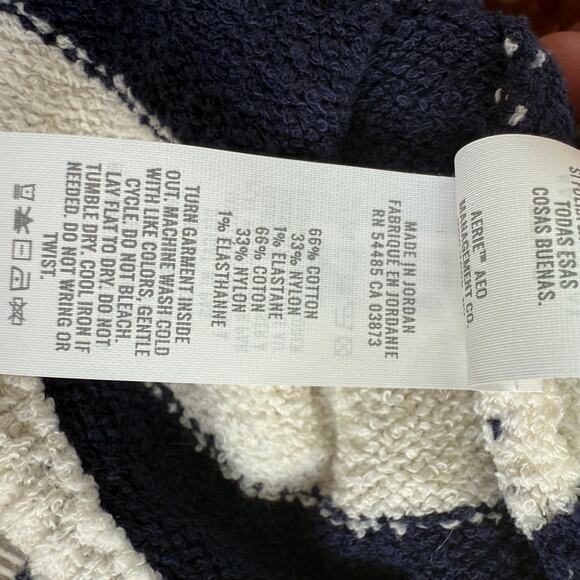 TODAS ESAS
COSAS BUENAS.
AERIE™ AEO
MANAGEMENT CO.
MADE IN JORDAN
FABRIQUÉ EN JORDANIE
RN 54485 CA 03873
66% COTTON
33% NYLON
1% ELASTANE
66% COTON
33% NYLON
1% ÉLASTHANNE
TURN GARMENT INSIDE
OUT. MACHINE WASH COLD
WITH LIKE COLORS, GENTLE
CYCLE. DO NOT BLEACH.
LAY FLAT TO DRY. DO NOT
TUMBLE DRY. COOL IRON IF
NEEDED. DO NOT WRING OR
TWIST.